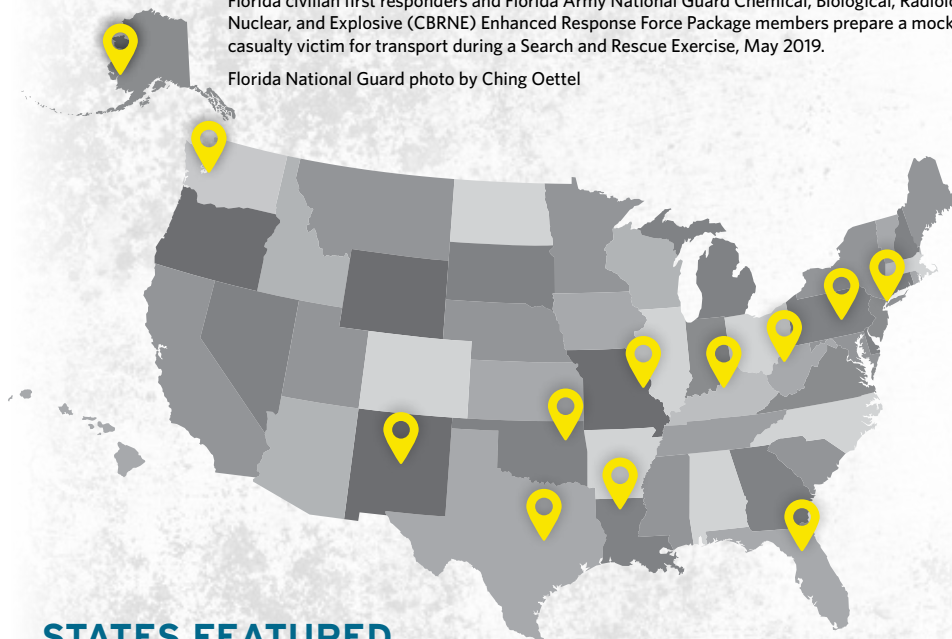 Florida civilian first responders and Florida Army National Guard Chemical, Biological,
Nuclear, and Explosive (CBRNE) Enhanced Response Force Package members prepare a mock
casualty victim for transport during a Search and Rescue Exercise, May 2019.
Florida National Guard photo by Ching Oettel
STATES FEATURED